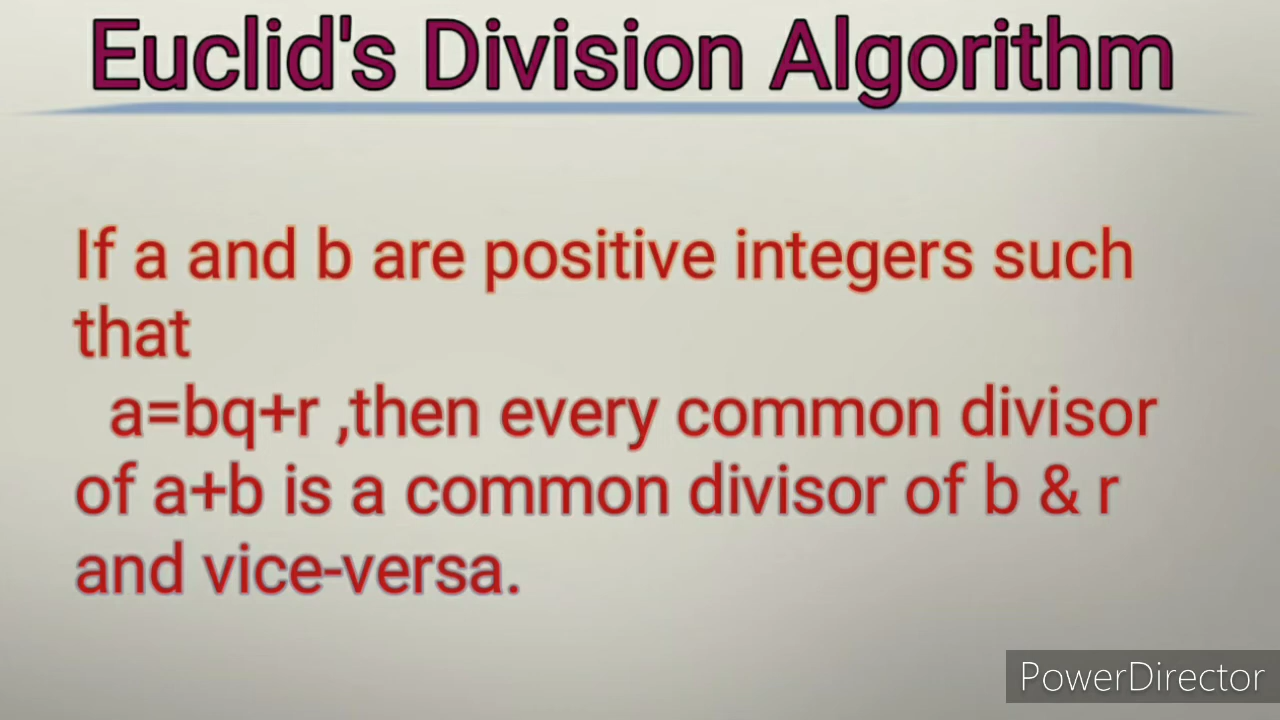 Euclid's Division Algorithm
If a and b are positive integers such
that
a=bq+r ,then every common divisor
of a+b is a common divisor of b & r
and vice-versa.
PowerDirector